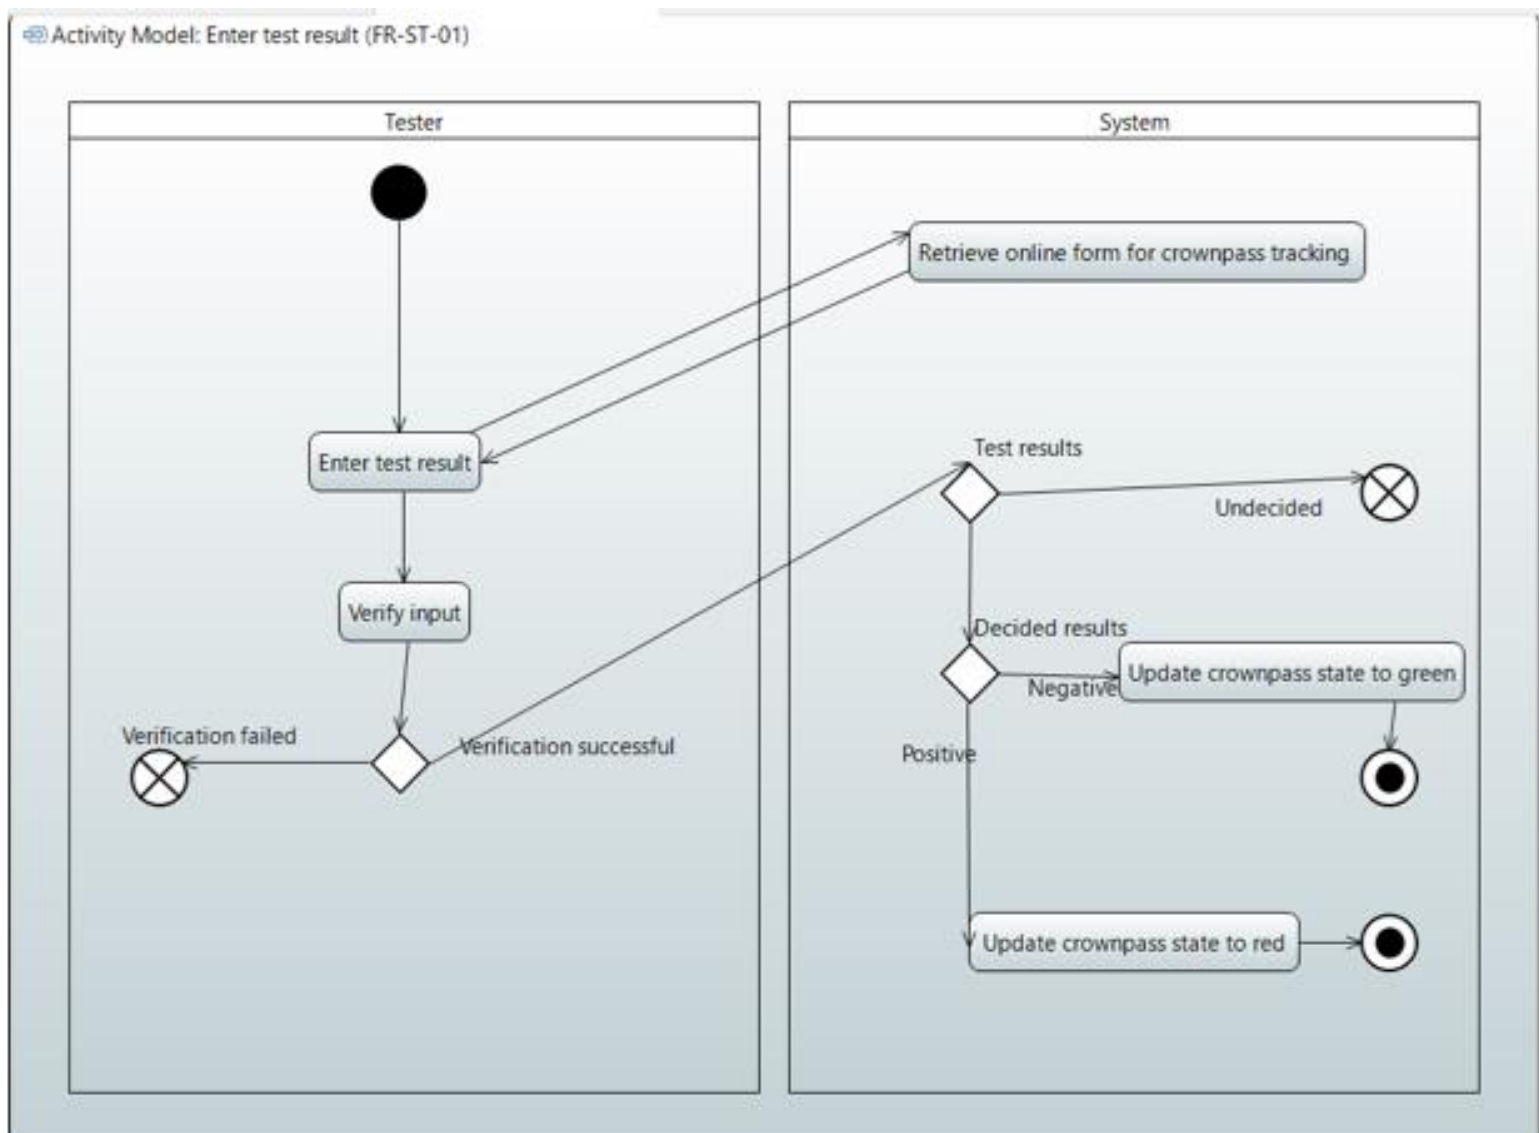 Activity Model: Enter test result (FR-ST-01)
Tester
System
Retrieve online form for crownpass tracking
Enter test result
Test results
Undecided
Verify input
Decided results
Update crownpass state to green
Negative
Verification failed
Verification successful
Positive
Update crownpass state to red